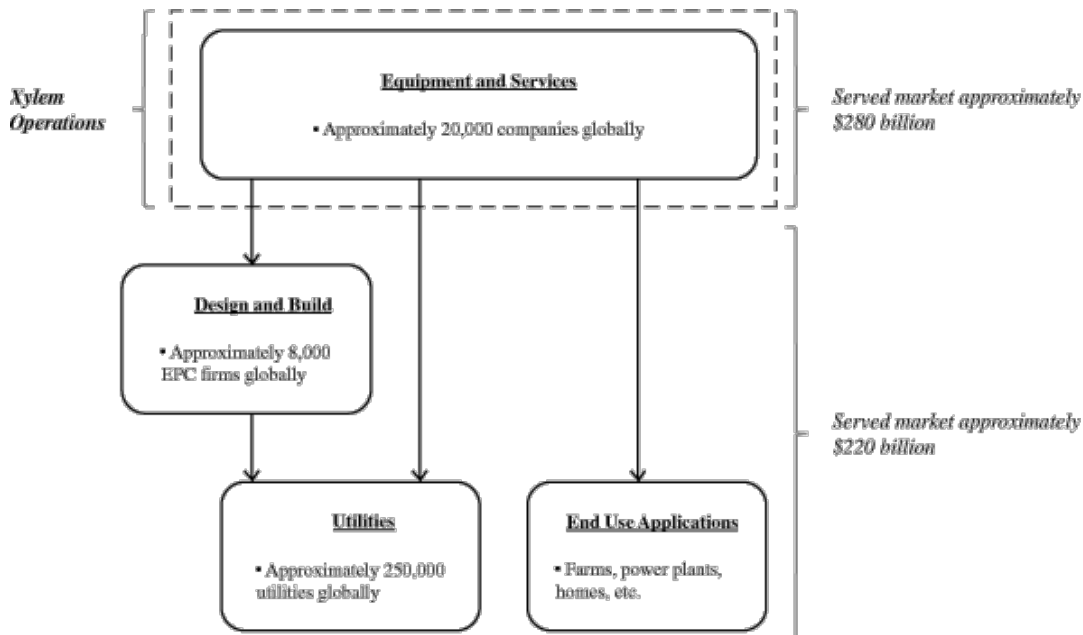 Xylem
Operations
Equipment and Services
▪ Approximately 20,000 companies globally
Served market approximately
$280 billion
Design and Build
▪ Approximately 8,000
EPC firms globally
Served market approximately
$220 billion
Utilities
▪ Approximately 250,000
utilities globally
End Use Applications
▪ Farms, power plants,
homes, etc.